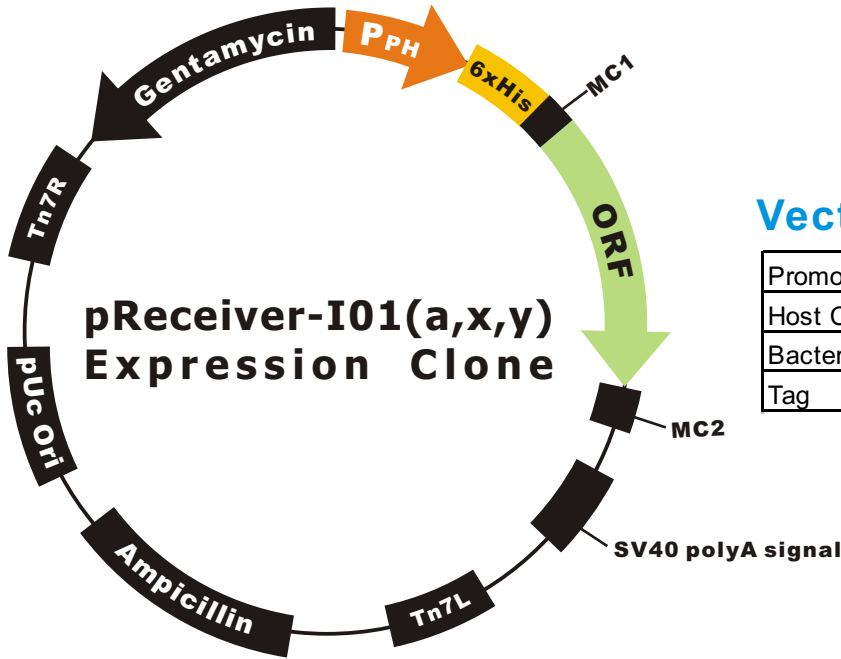 Gentamycin
PPH
6xHis
MC1
ORF
MC2
SV40 polyA signal
Tn7L
Ampicillin
pUc Ori
Tn7R
pReceiver-I01(a,x,y)
Expression Clone
Vect
Promo
Host C
Bacter
Tag